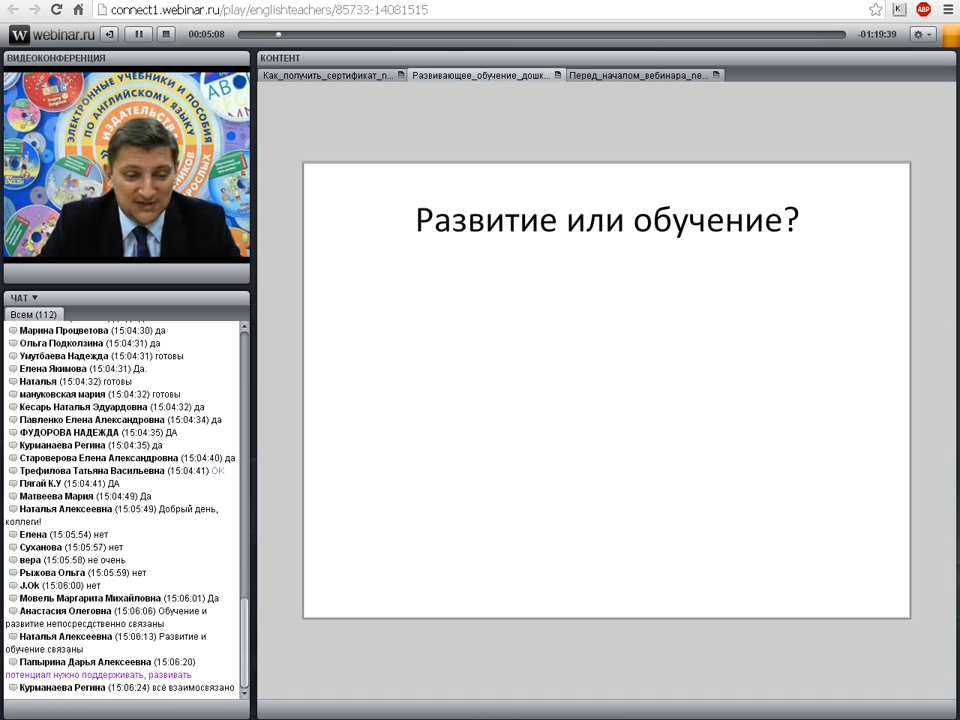 connect1.webinar.ru/play/englishteachers/85733-14081515
ABP
W webinar.ru
00:05:08
-01:19:39
ВИДЕОКОНФЕРЕНЦИЯ
КОНТЕНТ
Как_получить_сертификат_п...
Развивающее_обучение_дошк...
Перед_началом_вебинара_пе...
ЭЛЕКТРОННЫЕ УЧЕБНИКИ И ПОСОБИЯ
ПО АНГЛИЙСКОМУ ЯЗЫКУ
ИЗДАТЕЛЬСТВ
ENGLISH
Развитие или обучение?
ЧАТ
Всем (112)
Марина Процветова (15:04:30) да
Ольга Подколзина (15:04:31) да
Умутбаева Надежда (15:04:31) готовы
Елена Якимова (15:04:31) Да.
Наталья (15:04:32) готовы
мануковская мария (15:04:32) готовы
Кесарь Наталья Эдуардовна (15:04:32) да
Павленко Елена Александровна (15:04:34) да
ФУДОРОВА НАДЕЖДА (15:04:35) ДА
Курманаева Регина (15:04:35) да
Староверова Елена Александровна (15:04:40) да
Трефилова Татьяна Васильевна (15:04:41) ОК
Пягай К.У (15:04:41) ДА
Матвеева Мария (15:04:49) Да
Наталья Алексеевна (15:05:49) Добрый день,
коллеги!
Елена (15:05:54) нет
Суханова (15:05:57) нет
вера (15:05:58) не очень
Рыжова Ольга (15:05:59) нет
J.Ok (15:06:00) нет
Мовель Маргарита Михайловна (15:06:01) Да
Анастасия Олеговна (15:06:06) Обучение и
развитие непосресдственно связаны
Наталья Алексеевна (15:06:13) Развитие и
обучение связаны
Папырина Дарья Алексеевна (15:06:20)
потенциал нужно поддерживать, развивать
Курманаева Регина (15:06:24) всё взаимосвязано